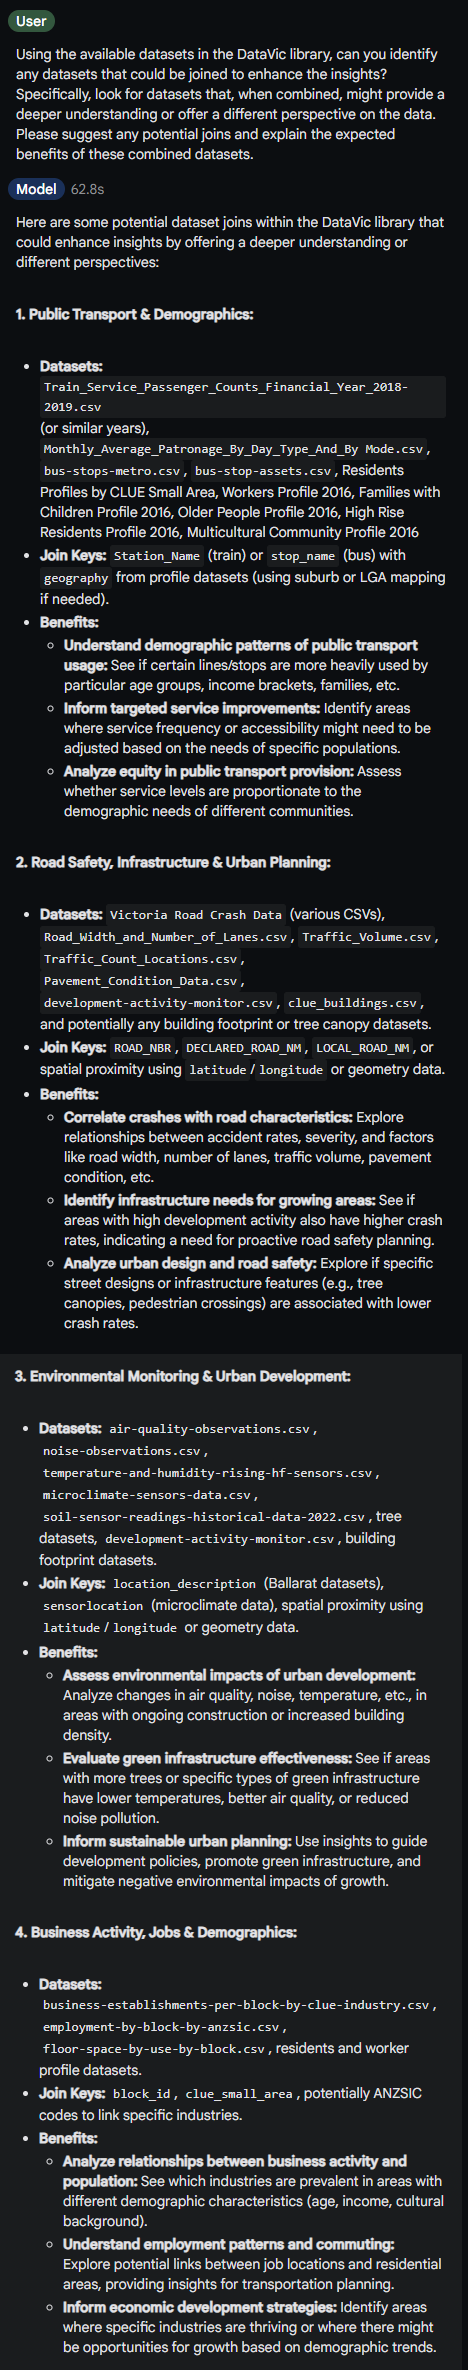 User
Using the available datasets in the DataVic library, can you identify
any datasets that could be joined to enhance the insights?
Specifically, look for datasets that, when combined, might provide a
deeper understanding or offer a different perspective on the data.
Please suggest any potential joins and explain the expected
benefits of these combined datasets.
Model 62.8s
Here are some potential dataset joins within the DataVic library that
could enhance insights by offering a deeper understanding or
different perspectives:
1. Public Transport & Demographics:
• Datasets:
Train_Service_Passenger_Counts_Financial_Year_2018-
2019.csv
(or similar years),
Monthly_Average_Patronage_By_Day_Type_And_By Mode.csv,
bus-stops-metro.csv, bus-stop-assets.csv, Residents
Profiles by CLUE Small Area, Workers Profile 2016, Families with
Children Profile 2016, Older People Profile 2016, High Rise
Residents Profile 2016, Multicultural Community Profile 2016
• Join Keys: Station_Name (train) or stop_name (bus) with
geography from profile datasets (using suburb or LGA mapping
if needed).
• Benefits:
◦ Understand demographic patterns of public transport
usage: See if certain lines/stops are more heavily used by
particular age groups, income brackets, families, etc.
◦ Inform targeted service improvements: Identify areas
where service frequency or accessibility might need to be
adjusted based on the needs of specific populations.
◦ Analyze equity in public transport provision: Assess
whether service levels are proportionate to the
demographic needs of different communities.
2. Road Safety, Infrastructure & Urban Planning:
• Datasets: Victoria Road Crash Data (various CSVs),
Road_Width_and_Number_of_Lanes.csv, Traffic_Volume.csv,
Traffic_Count_Locations.csv,
Pavement_Condition_Data.csv,
development-activity-monitor.csv, clue_buildings.csv,
and potentially any building footprint or tree canopy datasets.
• Join Keys: ROAD_NBR, DECLARED_ROAD_NM, LOCAL_ROAD_NM, or
spatial proximity using latitude/longitude or geometry data.
• Benefits:
◦ Correlate crashes with road characteristics: Explore
relationships between accident rates, severity, and factors
like road width, number of lanes, traffic volume, pavement
condition, etc.
◦ Identify infrastructure needs for growing areas: See if
areas with high development activity also have higher crash
rates, indicating a need for proactive road safety planning.
◦ Analyze urban design and road safety: Explore if specific
street designs or infrastructure features (e.g., tree
canopies, pedestrian crossings) are associated with lower
crash rates.
3. Environmental Monitoring & Urban Development:
• Datasets: air-quality-observations.csv,
noise-observations.csv,
temperature-and-humidity-rising-hf-sensors.csv,
microclimate-sensors-data.csv,
soil-sensor-readings-historical-data-2022.csv, tree
datasets, development-activity-monitor.csv, building
footprint datasets.
• Join Keys: location_description (Ballarat datasets),
sensorlocation (microclimate data), spatial proximity using
latitude/longitude or geometry data.
• Benefits:
◦ Assess environmental impacts of urban development:
Analyze changes in air quality, noise, temperature, etc., in
areas with ongoing construction or increased building
density.
◦ Evaluate green infrastructure effectiveness: See if areas
with more trees or specific types of green infrastructure
have lower temperatures, better air quality, or reduced
noise pollution.
◦ Inform sustainable urban planning: Use insights to guide
development policies, promote green infrastructure, and
mitigate negative environmental impacts of growth.
4. Business Activity, Jobs & Demographics:
• Datasets:
business-establishments-per-block-by-clue-industry.csv,
employment-by-block-by-anzsic.csv,
floor-space-by-use-by-block.csv, residents and worker
profile datasets.
• Join Keys: block_id, clue_small_area, potentially ANZSIC
codes to link specific industries.
• Benefits:
◦ Analyze relationships between business activity and
population: See which industries are prevalent in areas with
different demographic characteristics (age, income, cultural
background).
◦ Understand employment patterns and commuting:
Explore potential links between job locations and residential
areas, providing insights for transportation planning.
◦ Inform economic development strategies: Identify areas
where specific industries are thriving or where there might
be opportunities for growth based on demographic trends.